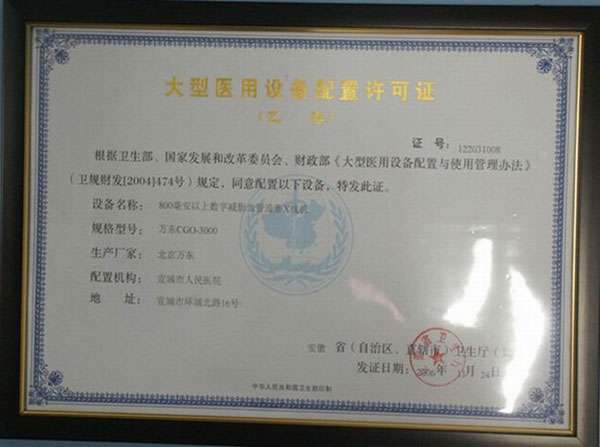 大型医用设备配置许可证
证 号: 122031008
根据卫生部、国家发展和改革委员会、财政部《大型医用设备配置与使用管理办法》
(卫规财发[2004]474号)规定,同意配置以下设备,特发此证。
设备名称: 800毫安以上数字减影血管造影X线机
规格型号: 万东CGO-3000
生产厂家: 北京万东
配置机构: 宣城市人民医院
地 址: 宣城市环城北路16号
安徽 省(自治区、直辖市)卫生厅(
发证日期: 月24日
中华人民共和国卫生部印制